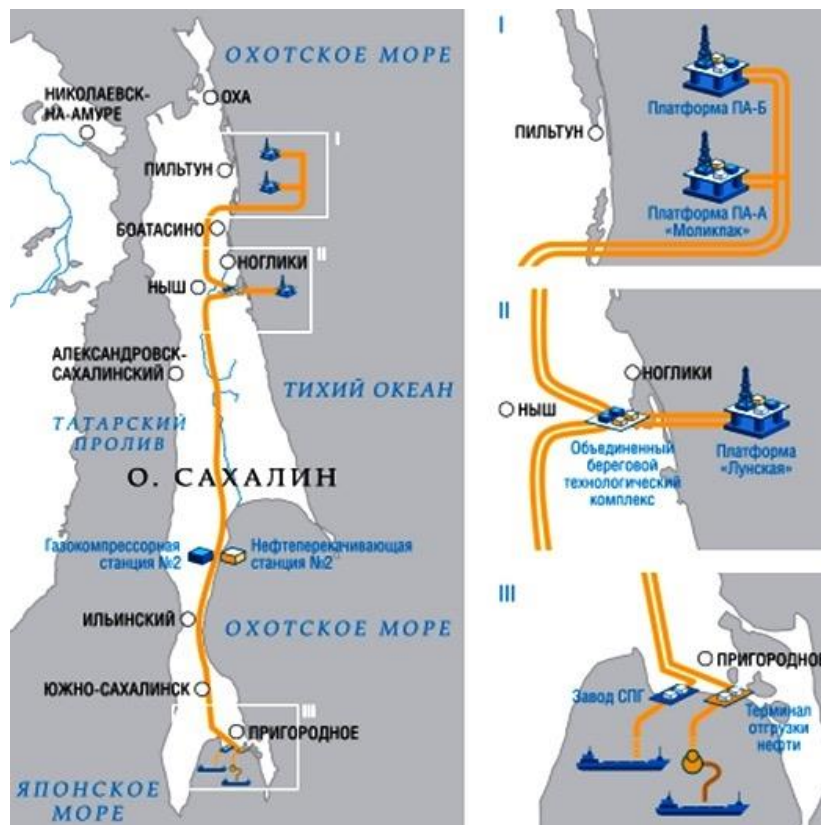 ОХОТСКОЕ МОРЕ
НИКОЛАЕВСК-
НА-АМУРЕ
ОХА
I
ПИЛЬТУН
БОАТАСИНО
II
НОГЛИКИ
НЫШ
АЛЕКСАНДРОВСК-
САХАЛИНСКИЙ
ТИХИЙ ОКЕАН
ТАТАРСКИЙ
ПРОЛИВ
О. САХАЛИН
Газокомпрессорная
станция №2
Нефтеперекачивающая
станция №2
ИЛЬИНСКИЙ
ОХОТСКОЕ МОРЕ
ЮЖНО-САХАЛИНСК
III
ПРИГОРОДНОЕ
ЯПОНСКОЕ
МОРЕ
I
Платформа ПА-Б
ПИЛЬТУН
Платформа ПА-А
«Моликпак»
II
НОГЛИКИ
НЫШ
Объединенный
береговой
технологический
комплекс
Платформа
«Лунская»
III
ПРИГОРОДНОЕ
Завод СПГ
Терминал
отгрузки
нефти